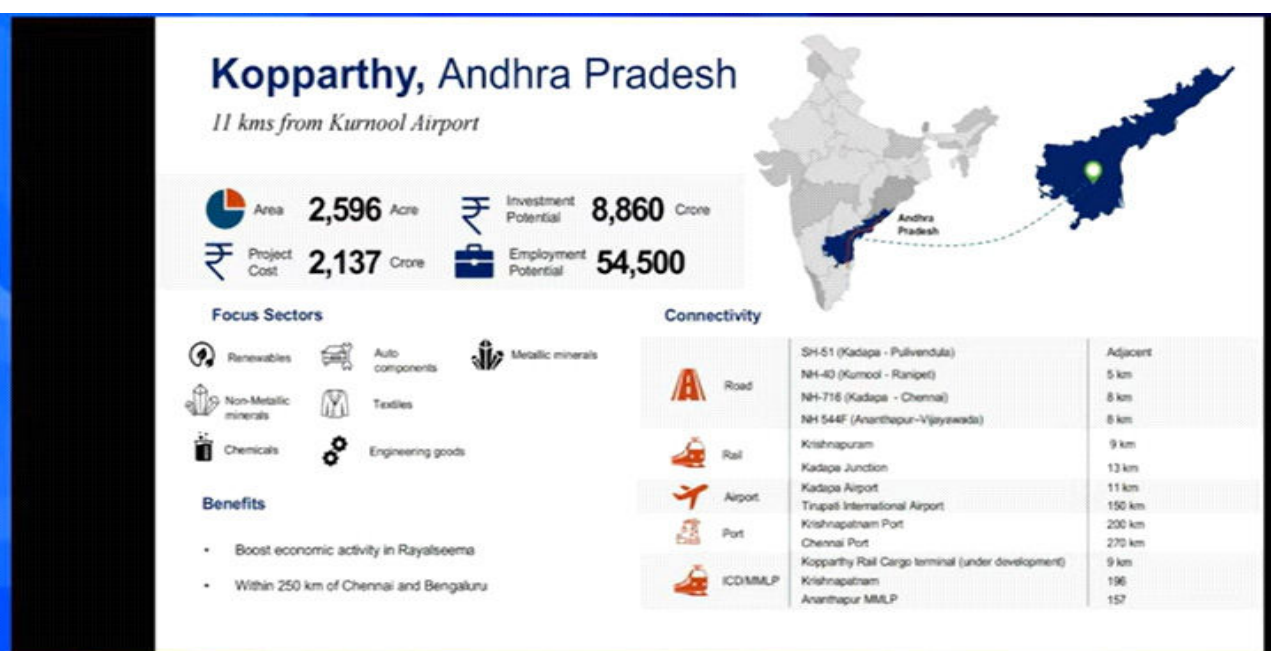 Kopparthy, Andhra Pradesh
11 kms from Kurnool Airport
Area 2,596 Acre
Investment Potential 8,860 Crore
Project Cost 2,137 Crore
Employment Potential 54,500
Andhra
Pradesh
Focus Sectors
Renewables
Auto
components
Metallic minerals
Non-Metallic
minerals
Textiles
Chemicals
Engineering goods
Benefits
• Boost economic activity in Rayalseema
• Within 250 km of Chennai and Bengaluru
Connectivity
Road
SH-51 (Kadapa - Pulivendula) Adjacent
NH-40 (Kurnool - Ranipet) 5 km
NH-716 (Kadapa - Chennai) 8 km
NH 544F (Ananthapur–Vijayawada) 8 km
Rail
Krishnapuram 9 km
Kadapa Junction 13 km
Airport
Kadapa Airport 11 km
Tirupati International Airport 150 km
Port
Krishnapatnam Port 200 km
Chennai Port 270 km
ICD/MMLP
Kopparthy Rail Cargo terminal (under development) 9 km
Krishnapatnam 196
Ananthapur MMLP 157